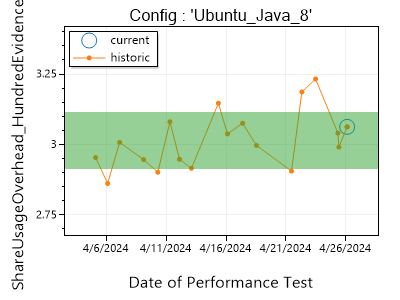 Config : 'Ubuntu_Java_8'
current
historic
ShareUsageOverhead_HundredEvidence
3.25
3
2.75
4/6/2024
4/11/2024
4/16/2024
4/21/2024
4/26/2024
Date of Performance Test